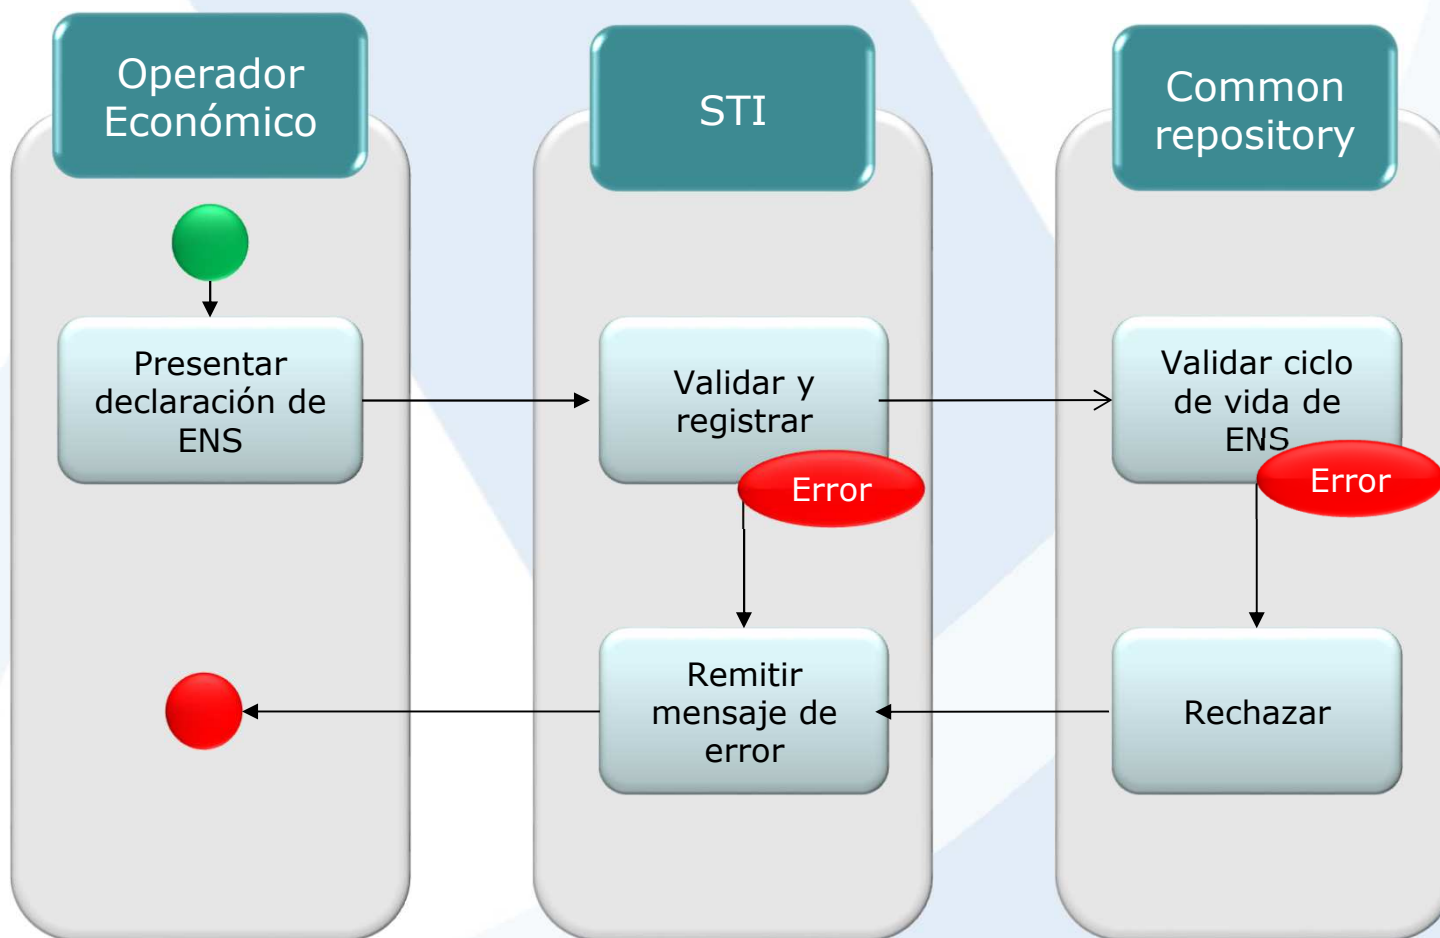 Operador
Económico
STI
Common
repository
Presentar
declaración de
ENS
Validar y
registrar
Error
Validar ciclo
de vida de
ENS
Error
Remitir
mensaje de
error
Rechazar